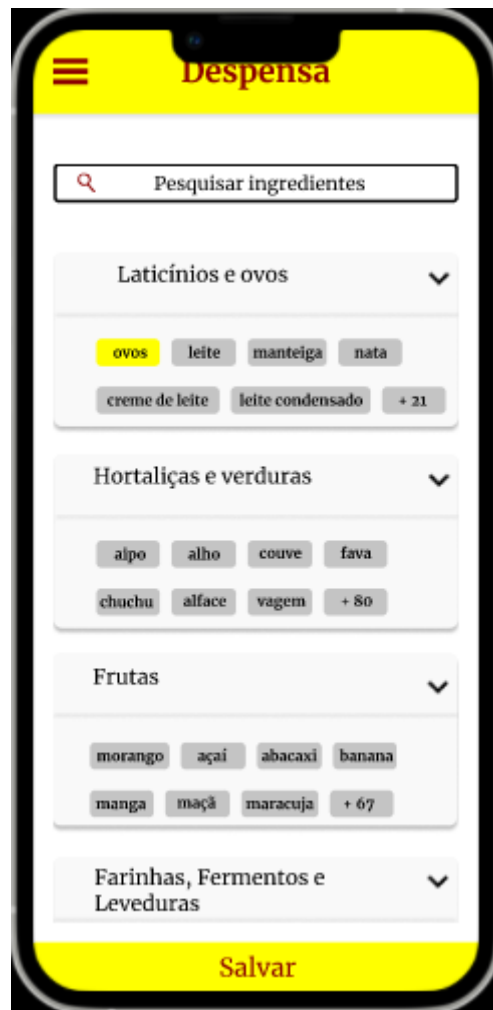 Despensa
Pesquisar ingredientes
Laticínios e ovos
ovos leite manteiga nata
creme de leite leite condensado + 21
Hortaliças e verduras
aipo alho couve fava
chuchu alface vagem + 80
Frutas
morango açaí abacaxi banana
manga maçã maracuja + 67
Farinhas, Fermentos e
Leveduras
Salvar